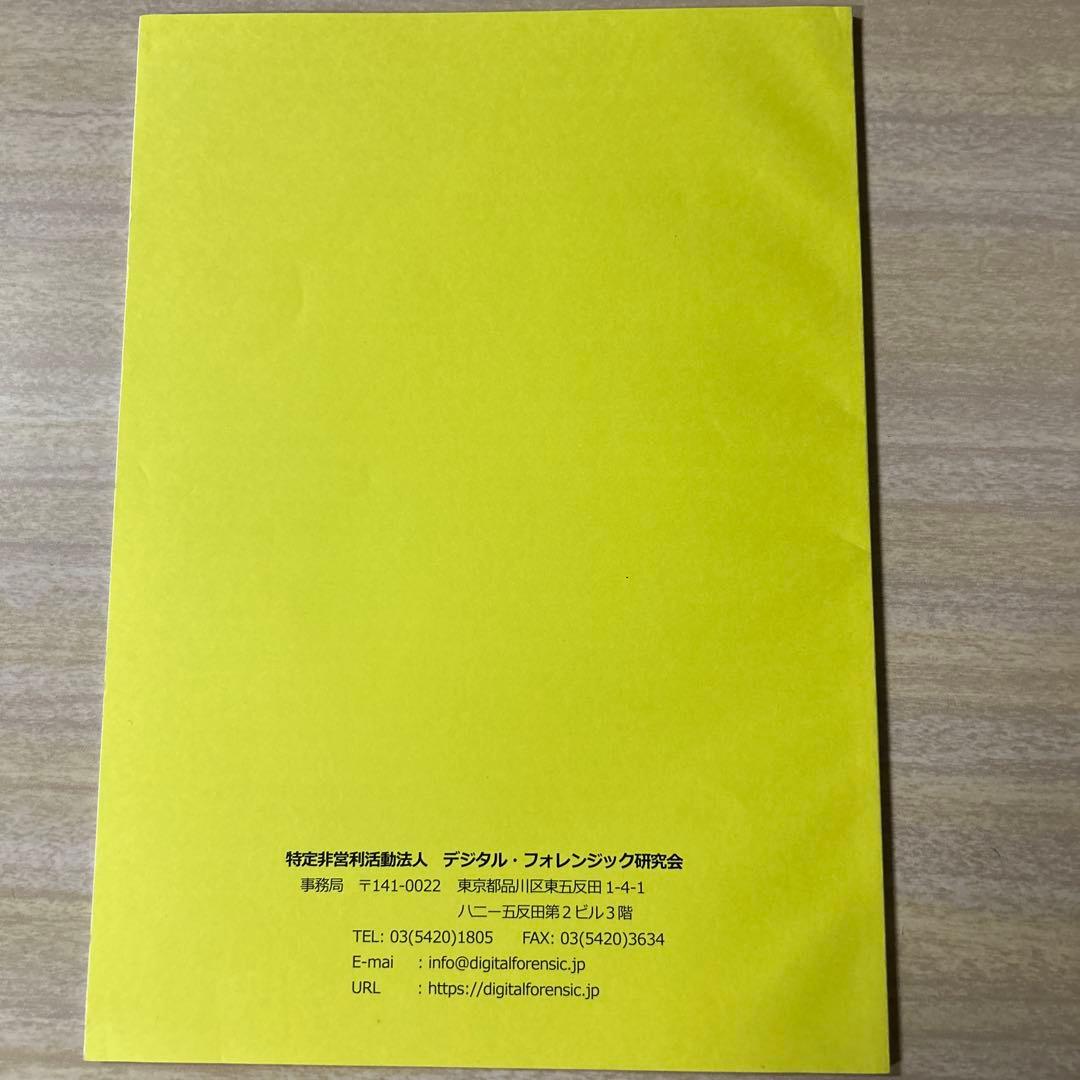 特定非営利活動法人　デジタル・フォレンジック研究会
事務局　〒141-0022　東京都品川区東五反田 1-4-1
ハニー五反田第２ビル３階
TEL: 03(5420)1805　FAX: 03(5420)3634
E-mai　: info@digitalforensic.jp
URL　: https://digitalforensic.jp